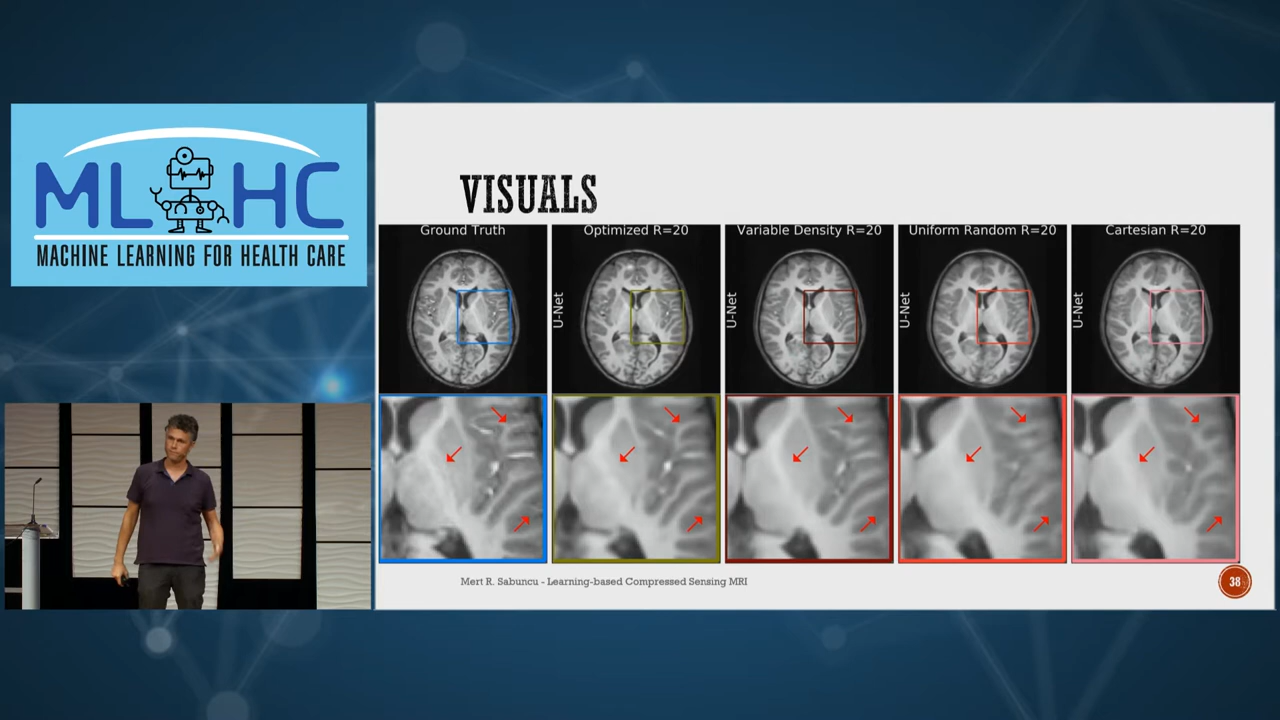 ML HC
MACHINE LEARNING FOR HEALTH CARE
VISUALS
Ground Truth
Optimized R=20
Variable Density R=20
Uniform Random R=20
Cartesian R=20
U-Net
U-Net
U-Net
U-Net
Mert R. Sabuncu - Learning-based Compressed Sensing MRI
38